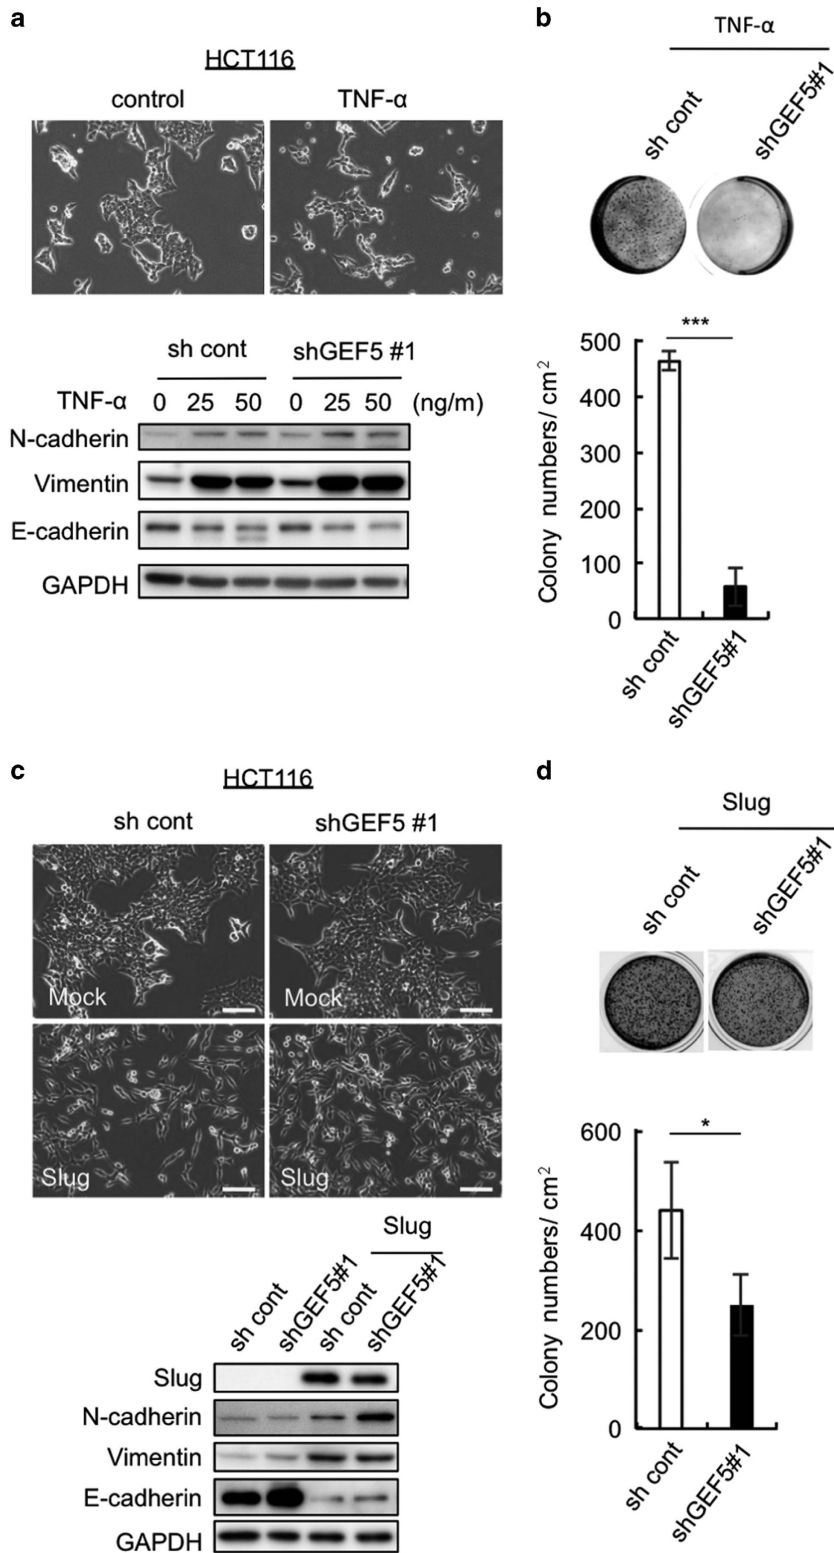 a
HCT116
control TNF-α
sh cont shGEF5 #1
TNF-α 0 25 50 0 25 50 (ng/m)
N-cadherin
Vimentin
E-cadherin
GAPDH
b
TNF-α
sh cont shGEF5#1
***
500
400
300
200
100
0
Colony numbers/ cm2
sh cont shGEF5#1
c
HCT116
sh cont shGEF5 #1
Mock Mock
Slug Slug
Slug
sh cont shGEF5#1 sh cont shGEF5#1
Slug
N-cadherin
Vimentin
E-cadherin
GAPDH
d
Slug
sh cont shGEF5#1
*
600
400
200
0
Colony numbers/ cm2
sh cont shGEF5#1